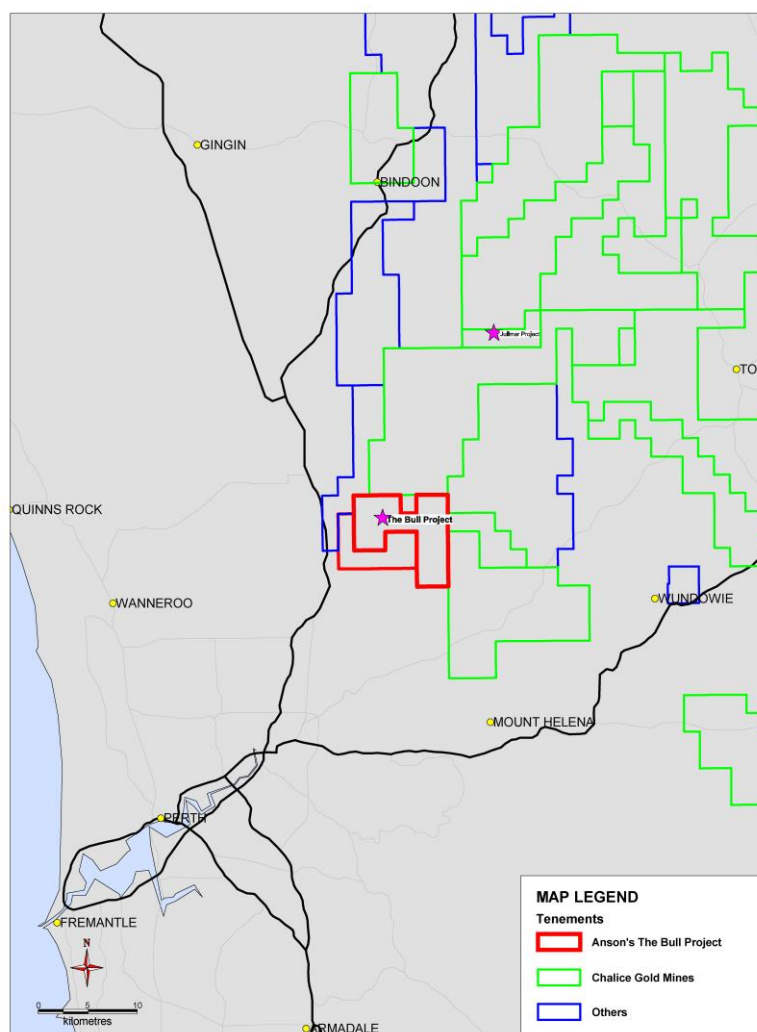 GINGIN
BINDOON
Julimar Project
TO
QUINNS ROCK
The Bull Project
WANNEROO
WUNDOWIE
MOUNT HELENA
PERTH
FREMANTLE
N
0 5 10
kilometres
ARMADALE
MAP LEGEND
Tenements
Anson's The Bull Project
Chalice Gold Mines
Others